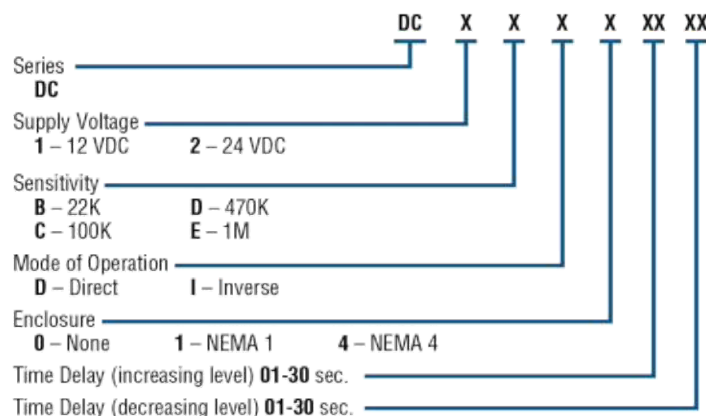 DC X X X X XX XX
Series
DC
Supply Voltage
1 – 12 VDC 2 – 24 VDC
Sensitivity
B – 22K D – 470K
C – 100K E – 1M
Mode of Operation
D – Direct I – Inverse
Enclosure
0 – None 1 – NEMA 1 4 – NEMA 4
Time Delay (increasing level) 01-30 sec.
Time Delay (decreasing level) 01-30 sec.